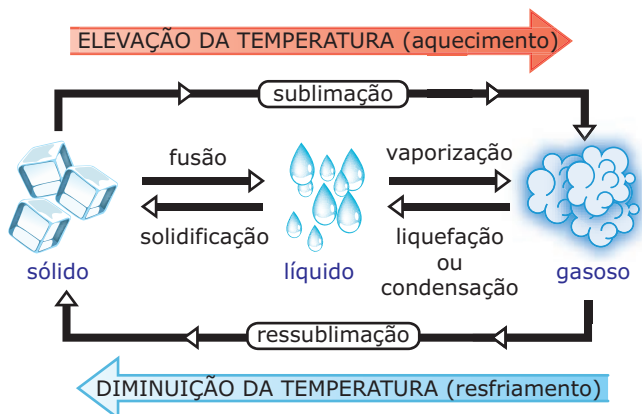 ELEVAÇÃO DA TEMPERATURA (aquecimento)
sublimação
fusão
vaporização
solidificação
liquefação
ou
condensação
sólido
líquido
gasoso
ressublimação
DIMINUIÇÃO DA TEMPERATURA (resfriamento)